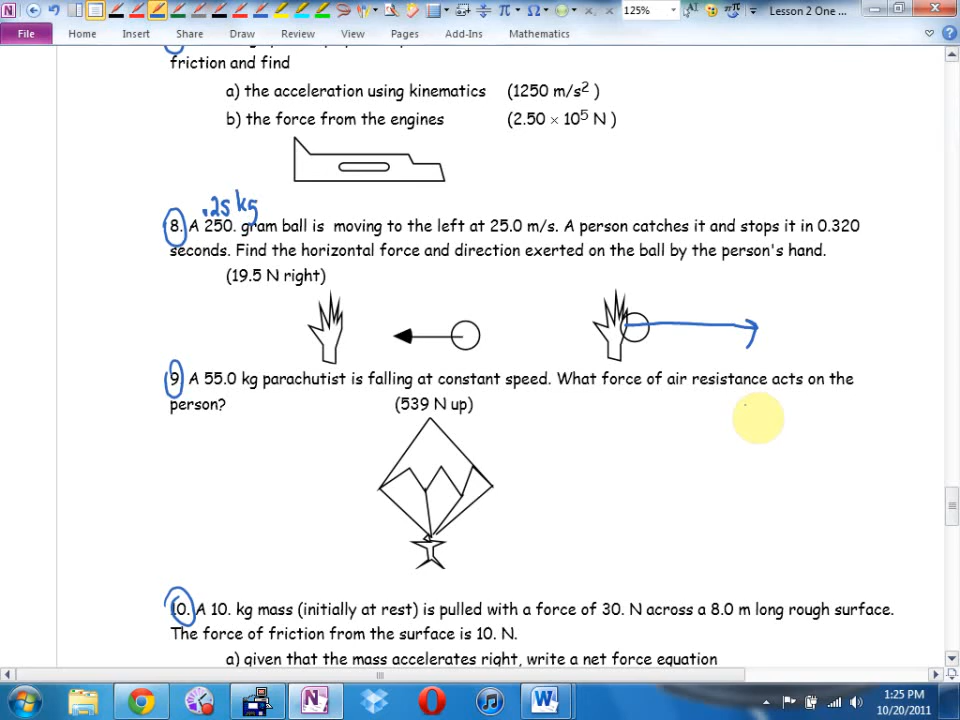 125%
Lesson 2 One ...
File Home Insert Share Draw Review View Pages Add-Ins Mathematics
friction and find
a) the acceleration using kinematics (1250 m/s² )
b) the force from the engines (2.50 × 10⁵ N )
.25 kg
8. A 250. gram ball is moving to the left at 25.0 m/s. A person catches it and stops it in 0.320
seconds. Find the horizontal force and direction exerted on the ball by the person's hand.
(19.5 N right)
9 A 55.0 kg parachutist is falling at constant speed. What force of air resistance acts on the
person? (539 N up)
10. A 10. kg mass (initially at rest) is pulled with a force of 30. N across a 8.0 m long rough surface.
The force of friction from the surface is 10. N.
a) given that the mass accelerates right, write a net force equation
1:25 PM
10/20/2011